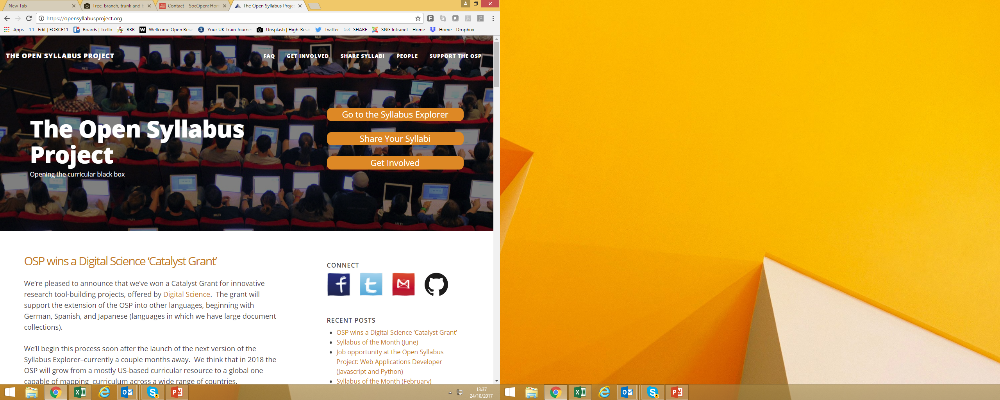 New Tab
Tree, branch, trunk and b
Contact – SocOpen: Hom
The Open Syllabus Projec
https://opensyllabusproject.org
Apps
Edit | FORCE11
Boards | Trello
BBB
Wellcome Open Rese
Your UK Train Journe
Unsplash | High-Reso
Twitter
SHARE
SNG Intranet - Home
Home - Dropbox
THE OPEN SYLLABUS PROJECT
FAQ
GET INVOLVED
SHARE SYLLABI
PEOPLE
SUPPORT THE OSP
The Open Syllabus
Project
Opening the curricular black box
Go to the Syllabus Explorer
Share Your Syllabi
Get Involved
MLTI
MLTI
MLTI
OSP wins a Digital Science ‘Catalyst Grant’
We’re pleased to announce that we’ve won a Catalyst Grant for innovative
research tool-building projects, offered by Digital Science.  The grant will
support the extension of the OSP into other languages, beginning with
German, Spanish, and Japanese (languages in which we have large document
collections).
We’ll begin this process soon after the launch of the next version of the
Syllabus Explorer–currently a couple months away.  We think that in 2018 the
OSP will grow from a mostly US-based curricular resource to a global one
capable of mapping  curriculum across a wide range of countries.
CONNECT
RECENT POSTS
OSP wins a Digital Science ‘Catalyst Grant’
Syllabus of the Month (June)
Job opportunity at the Open Syllabus
Project: Web Applications Developer
(Javascript and Python)
Syllabus of the Month (February)
13:37
24/10/2017